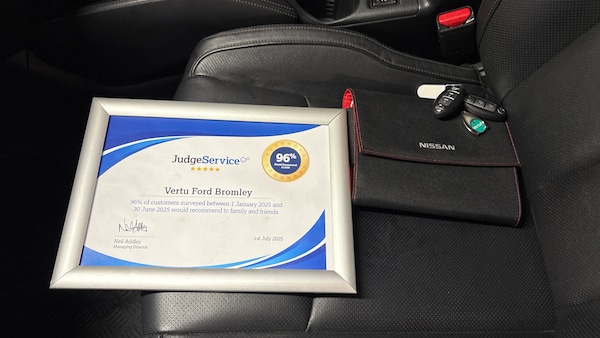 JudgeService
96%
Vertu Ford Bromley
96% of customers surveyed between 1 January 2025 and
30 June 2025 would recommend to family and friends.
Neil Addley
Managing Director
1st July 2025
NISSAN